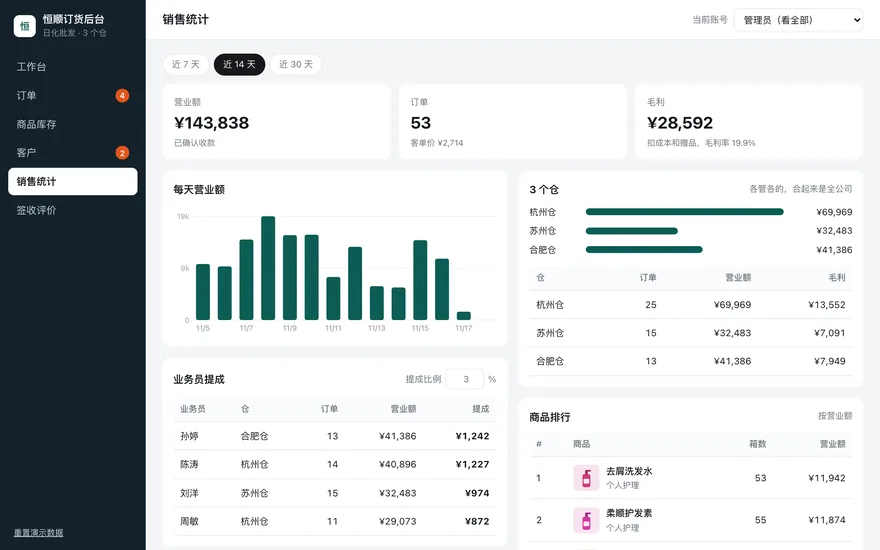 恒
恒顺订货后台
日化批发 · 3 个仓
工作台
订单 4
商品库存
客户 2
销售统计
签收评价
重置演示数据
销售统计
当前账号 管理员（看全部）
近 7 天 近 14 天 近 30 天
营业额
¥143,838
已确认收款
订单
53
客单价 ¥2,714
毛利
¥28,592
扣成本和赠品，毛利率 19.9%
每天营业额
19k
9k
0
11/5 11/7 11/9 11/11 11/13 11/15 11/17
3 个仓 各管各的，合起来是全公司
杭州仓 ¥69,969
苏州仓 ¥32,483
合肥仓 ¥41,386
仓 订单 营业额 毛利
杭州仓 25 ¥69,969 ¥13,552
苏州仓 15 ¥32,483 ¥7,091
合肥仓 13 ¥41,386 ¥7,949
业务员提成 提成比例 3 %
业务员 仓 订单 营业额 提成
孙婷 合肥仓 13 ¥41,386 ¥1,242
陈涛 杭州仓 14 ¥40,896 ¥1,227
刘洋 苏州仓 15 ¥32,483 ¥974
周敏 杭州仓 11 ¥29,073 ¥872
商品排行 按营业额
# 商品 箱数 营业额
1 去屑洗发水 53 ¥11,942
个人护理
2 柔顺护发素 55 ¥11,874
个人护理